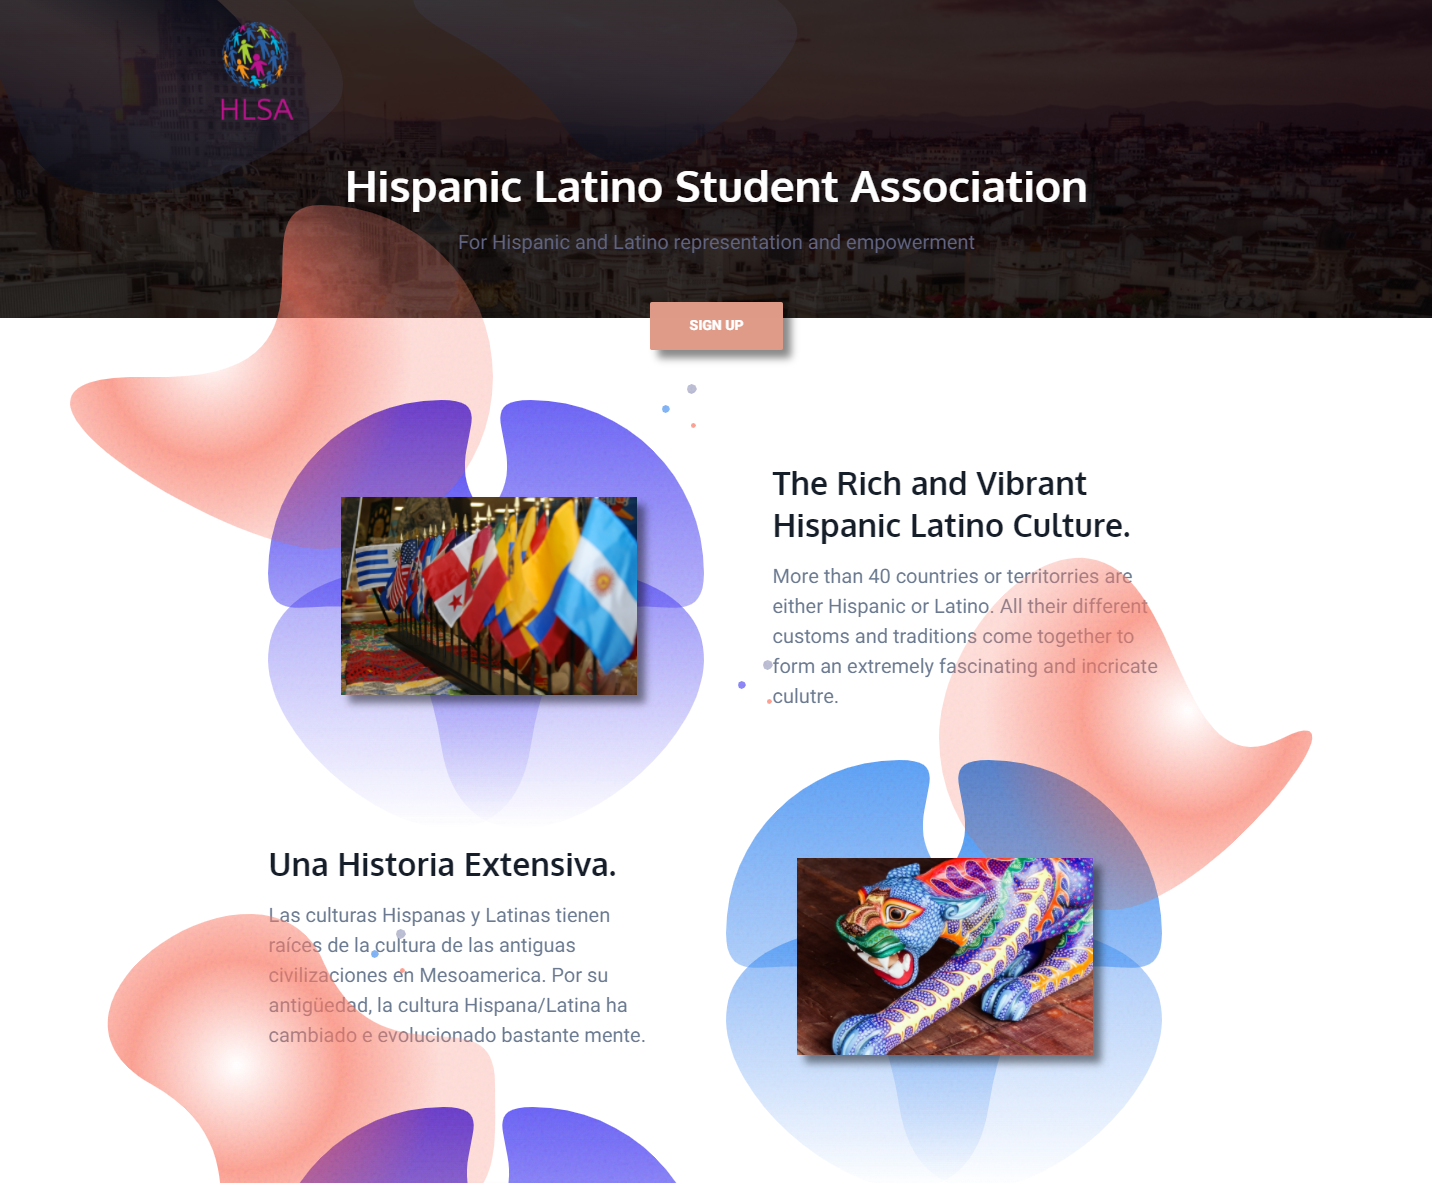 HLSA
Hispanic Latino Student Association
For Hispanic and Latino representation and empowerment
SIGN UP
The Rich and Vibrant
Hispanic Latino Culture.
More than 40 countries or territorries are
either Hispanic or Latino. All their different
customs and traditions come together to
form an extremely fascinating and incricate
culutre.
Una Historia Extensiva.
Las culturas Hispanas y Latinas tienen
raíces de la cultura de las antiguas
civilizaciones en Mesoamerica. Por su
antigüedad, la cultura Hispana/Latina ha
cambiado e evolucionado bastante mente.